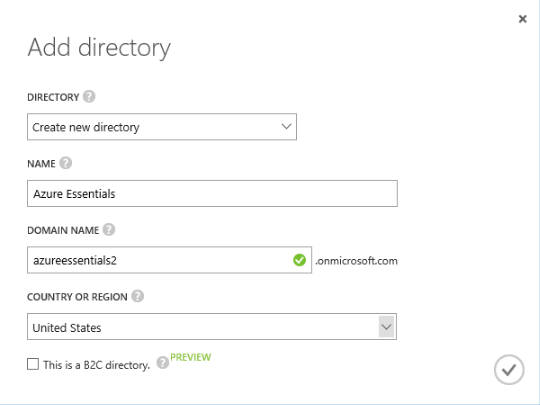 Add directory
DIRECTORY ?
Create new directory
NAME ?
Azure Essentials
DOMAIN NAME ?
azureessentials2 .onmicrosoft.com
COUNTRY OR REGION ?
United States
This is a B2C directory. ? PREVIEW